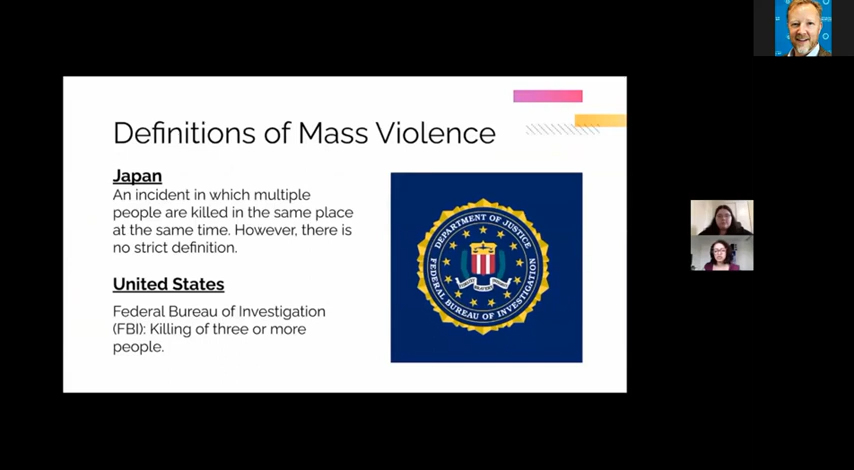 Definitions of Mass Violence
Japan
An incident in which multiple
people are killed in the same place
at the same time. However, there is
no strict definition.
United States
Federal Bureau of Investigation
(FBI): Killing of three or more
people.
DEPARTMENT OF JUSTICE
FEDERAL BUREAU OF INVESTIGATION